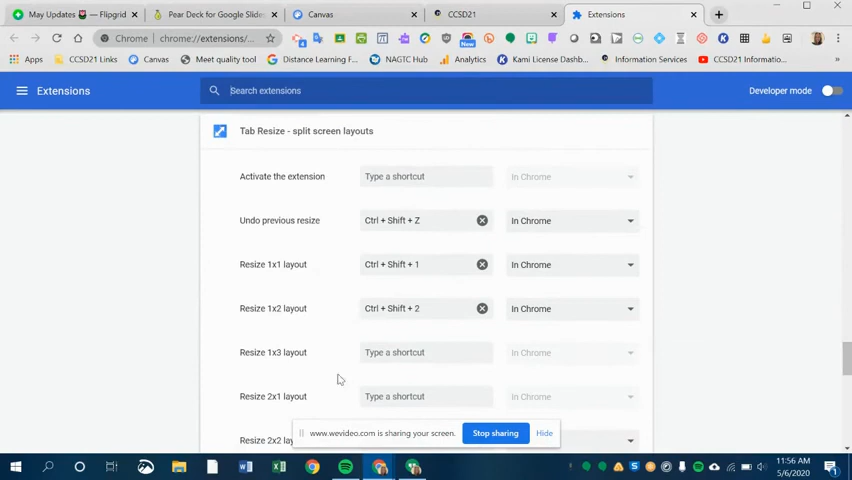 May Updates — Flipgrid
Pear Deck for Google Slides
Canvas
CCSD21
Extensions
Chrome
chrome://extensions/
New
Apps
CCSD21 Links
Canvas
Meet quality tool
Distance Learning F...
NAGTC Hub
Analytics
Kami License Dashb...
Information Services
CCSD21 Informatio...
Extensions
Search extensions
Developer mode
Tab Resize - split screen layouts
Activate the extension Type a shortcut In Chrome
Undo previous resize Ctrl + Shift + Z In Chrome
Resize 1x1 layout Ctrl + Shift + 1 In Chrome
Resize 1x2 layout Ctrl + Shift + 2 In Chrome
Resize 1x3 layout Type a shortcut In Chrome
Resize 2x1 layout Type a shortcut
www.wevideo.com is sharing your screen. Stop sharing Hide
Resize 2x2
11:56 AM
5/6/2020